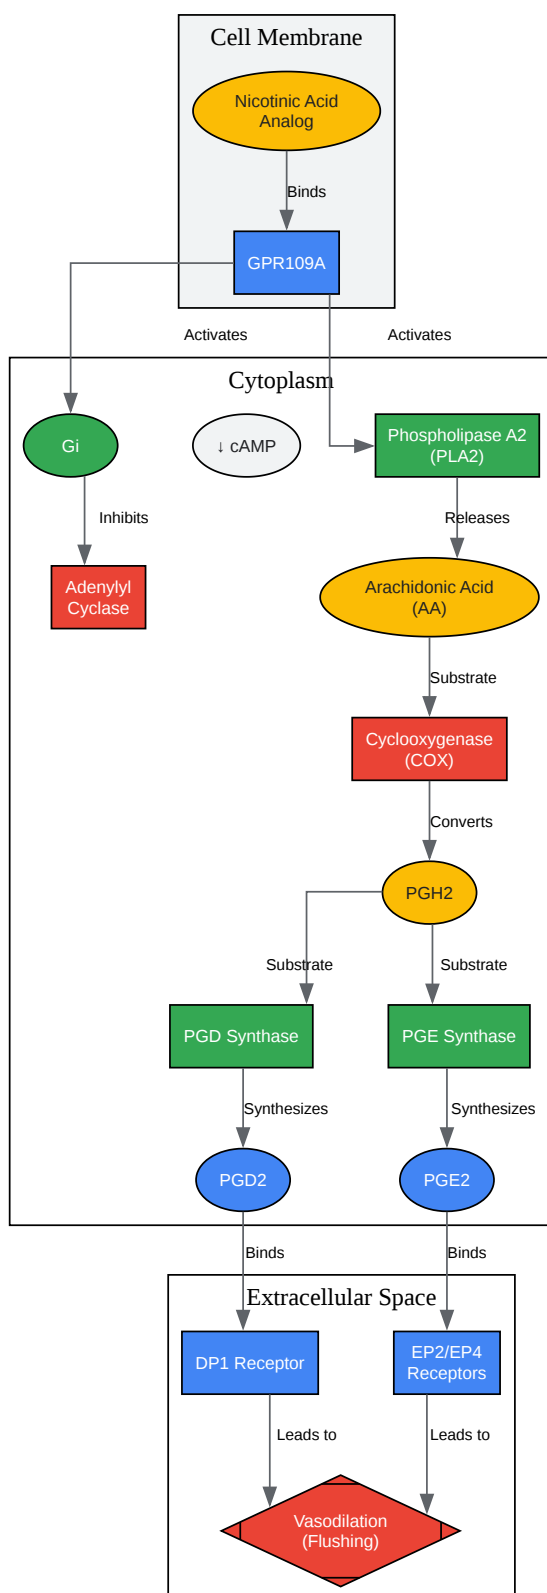 Cell Membrane
Nicotinic Acid
Analog
Binds
GPR109A
Activates
Activates
Cytoplasm
Gi
↓ cAMP
Phospholipase A2
(PLA2)
Inhibits
Releases
Adenylyl
Cyclase
Arachidonic Acid
(AA)
Substrate
Cyclooxygenase
(COX)
Converts
PGH2
Substrate
Substrate
PGD Synthase
PGE Synthase
Synthesizes
Synthesizes
PGD2
PGE2
Binds
Binds
Extracellular Space
DP1 Receptor
EP2/EP4
Receptors
Leads to
Leads to
Vasodilation
(Flushing)